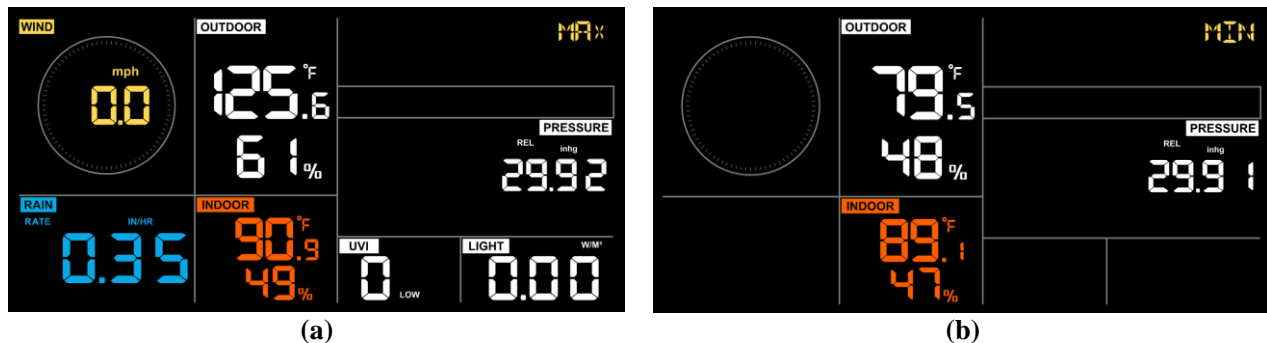 WIND
mph
0.0
OUTDOOR
125.6 °F
61%
MAX
PRESSURE
REL inhg
29.92
RAIN
RATE IN/HR
0.35
INDOOR
90.9 °F
49%
UVI
0 LOW
LIGHT W/M²
0.00
(a)
OUTDOOR
79.5 °F
48%
MIN
PRESSURE
REL inhg
29.91
INDOOR
89.1 °F
47%
(b)